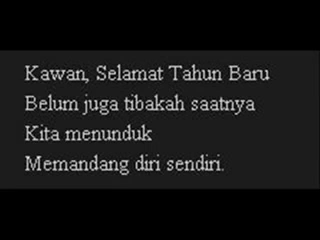 Kawan, Selamat Tahun Baru
Belum juga tibakah saatnya
Kita menunduk
Memandang diri sendiri.